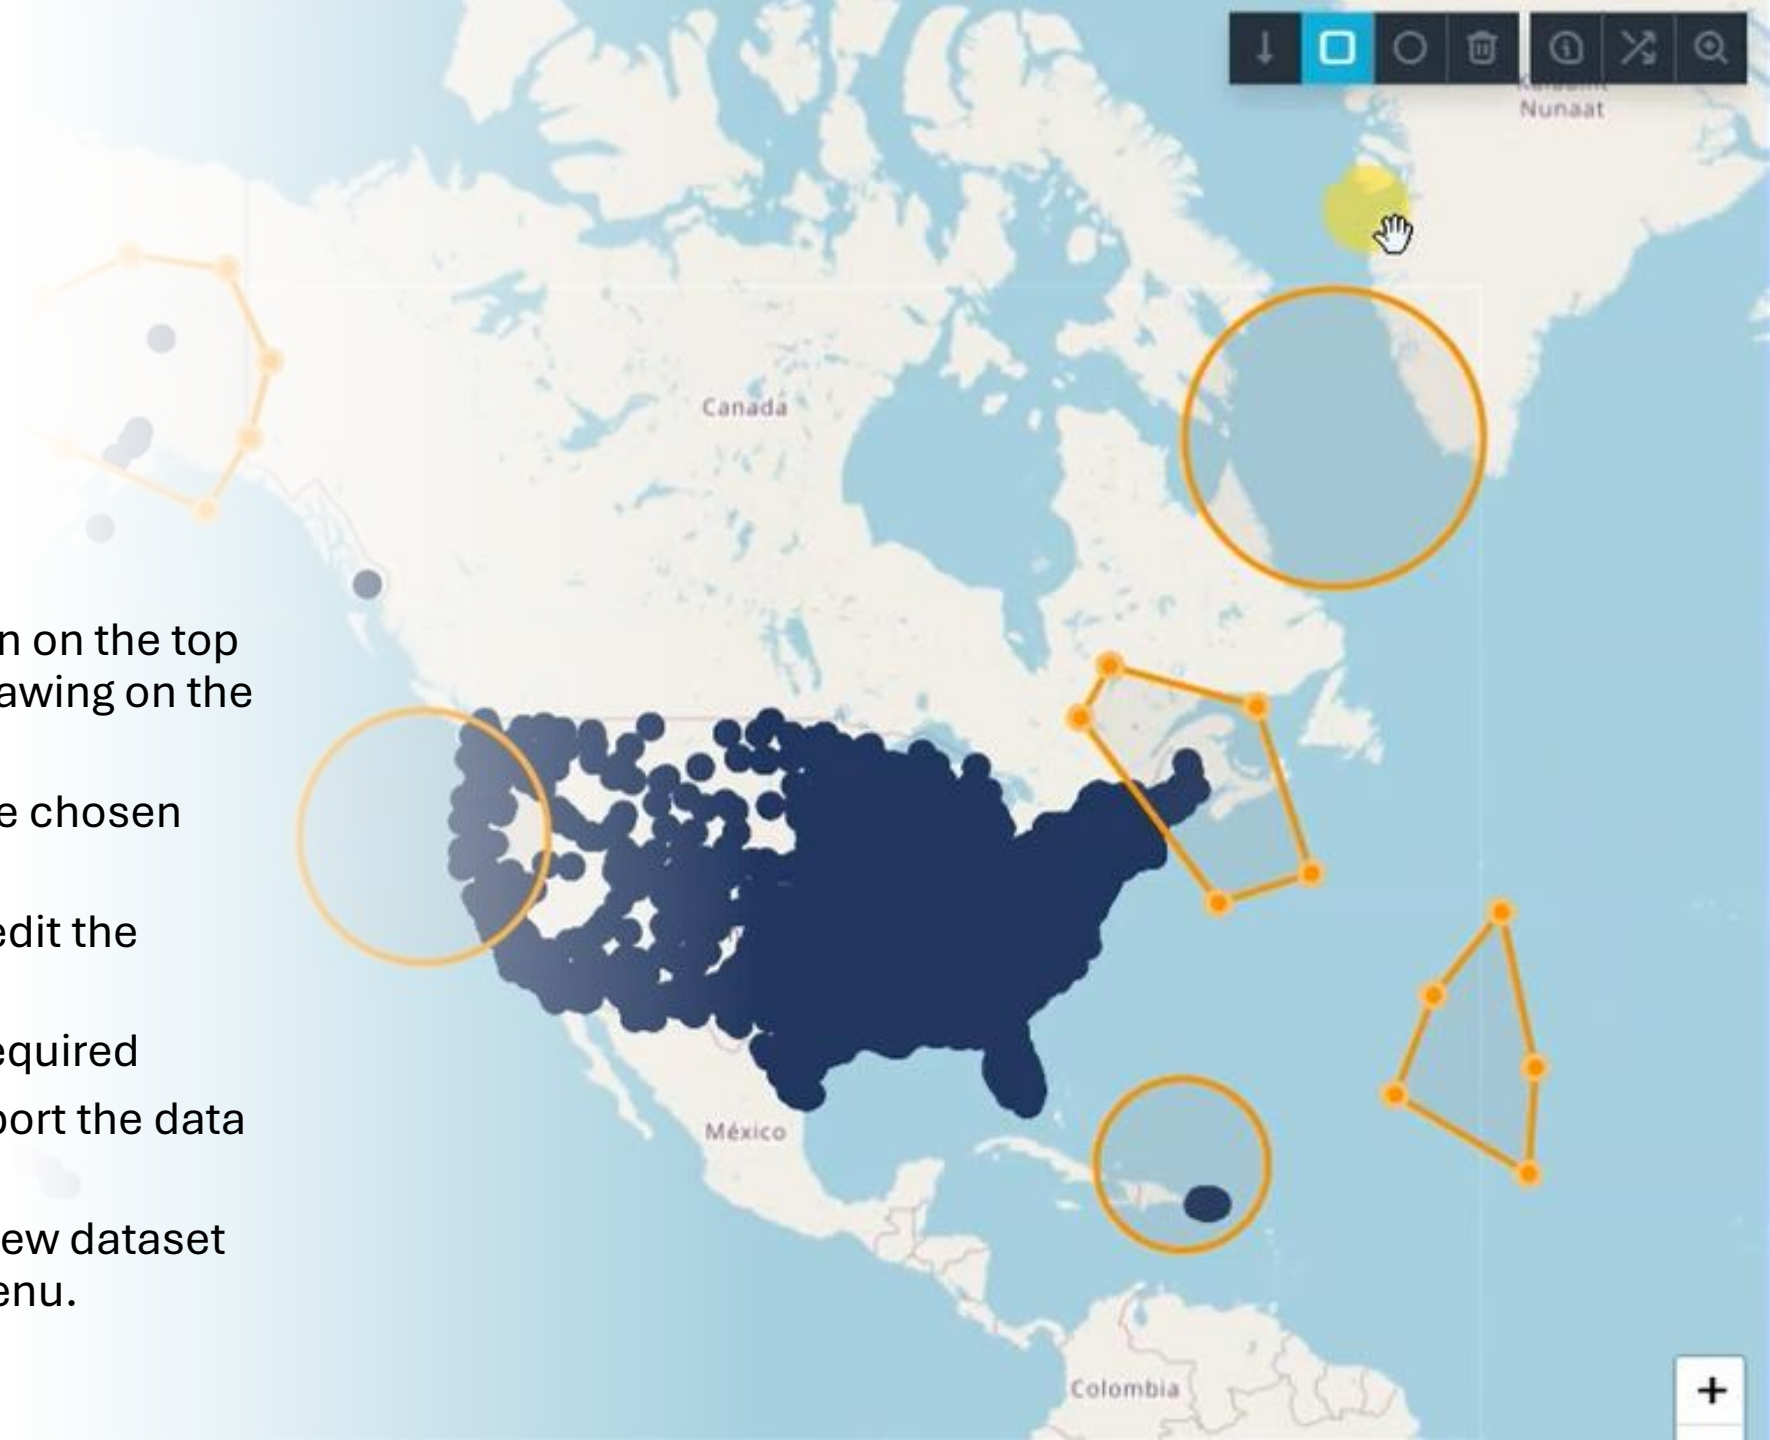 Nunaat
Canada
n on the top
awing on the
e chosen
edit the
equired
port the data
México
ew dataset
enu.
Colombia
+